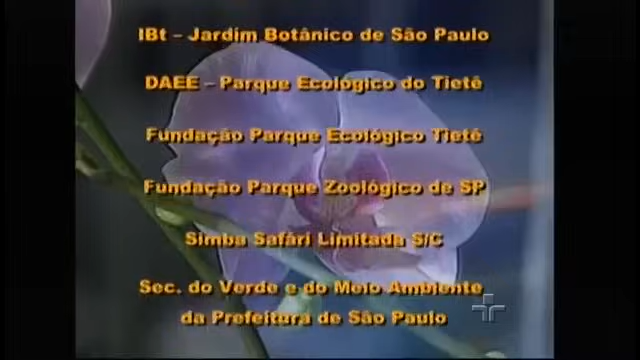 IBt – Jardim Botânico de São Paulo
DAEE – Parque Ecológico do Tietê
Fundação Parque Ecológico Tietê
Fundação Parque Zoológico de SP
Simba Safári Limitada S/C
Sec. do Verde e do Meio Ambiente
da Prefeitura de São Paulo